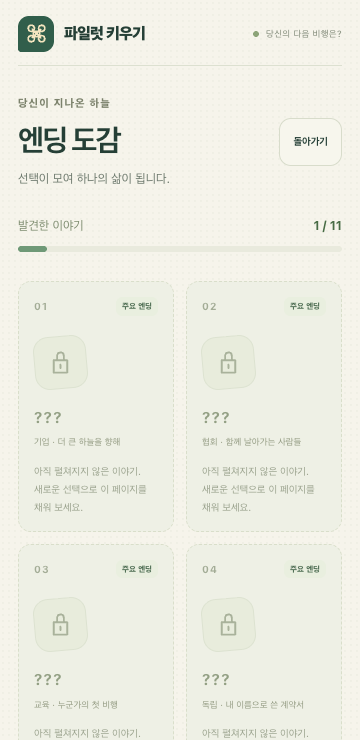 파일럿 키우기
당신의 다음 비행은?
당신이 지나온 하늘
엔딩 도감
돌아가기
선택이 모여 하나의 삶이 됩니다.
발견한 이야기
1 / 11
01
주요 엔딩
???
기업 · 더 큰 하늘을 향해
아직 펼쳐지지 않은 이야기.
새로운 선택으로 이 페이지를
채워 보세요.
02
주요 엔딩
???
협회 · 함께 날아가는 사람들
아직 펼쳐지지 않은 이야기.
새로운 선택으로 이 페이지를
채워 보세요.
03
주요 엔딩
???
교육 · 누군가의 첫 비행
아직 펼쳐지지 않은 이야기.
04
주요 엔딩
???
독립 · 내 이름으로 쓴 계약서
아직 펼쳐지지 않은 이야기.